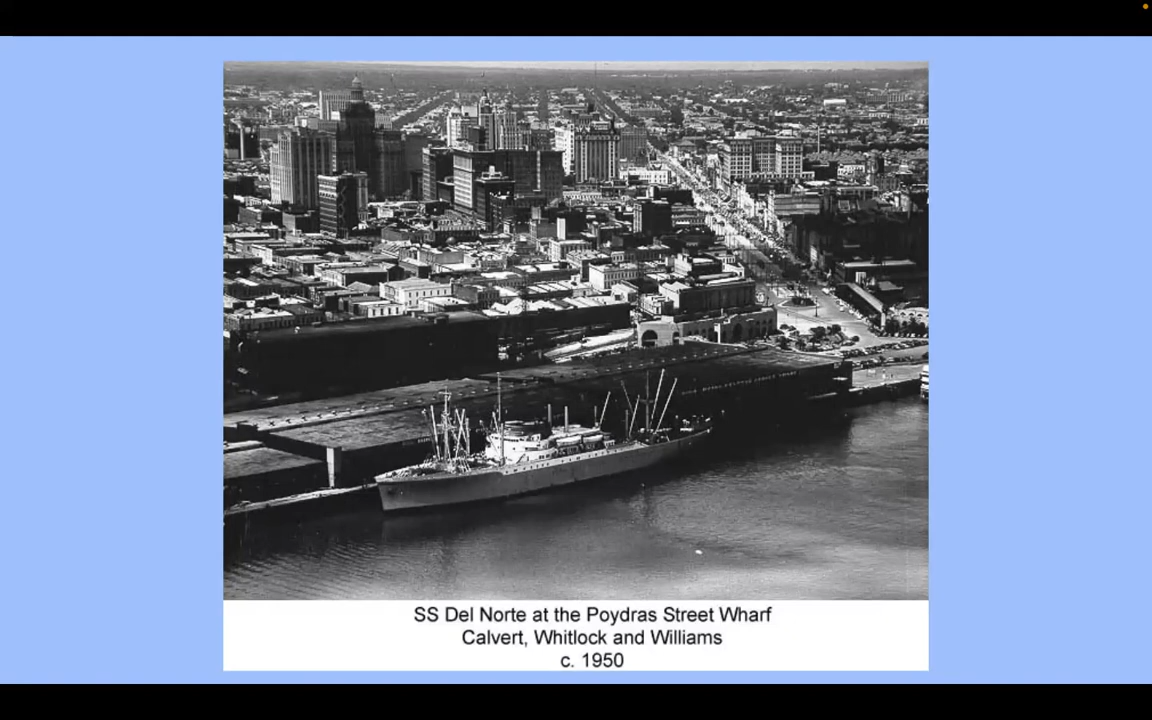 SS Del Norte at the Poydras Street Wharf
Calvert, Whitlock and Williams
c. 1950